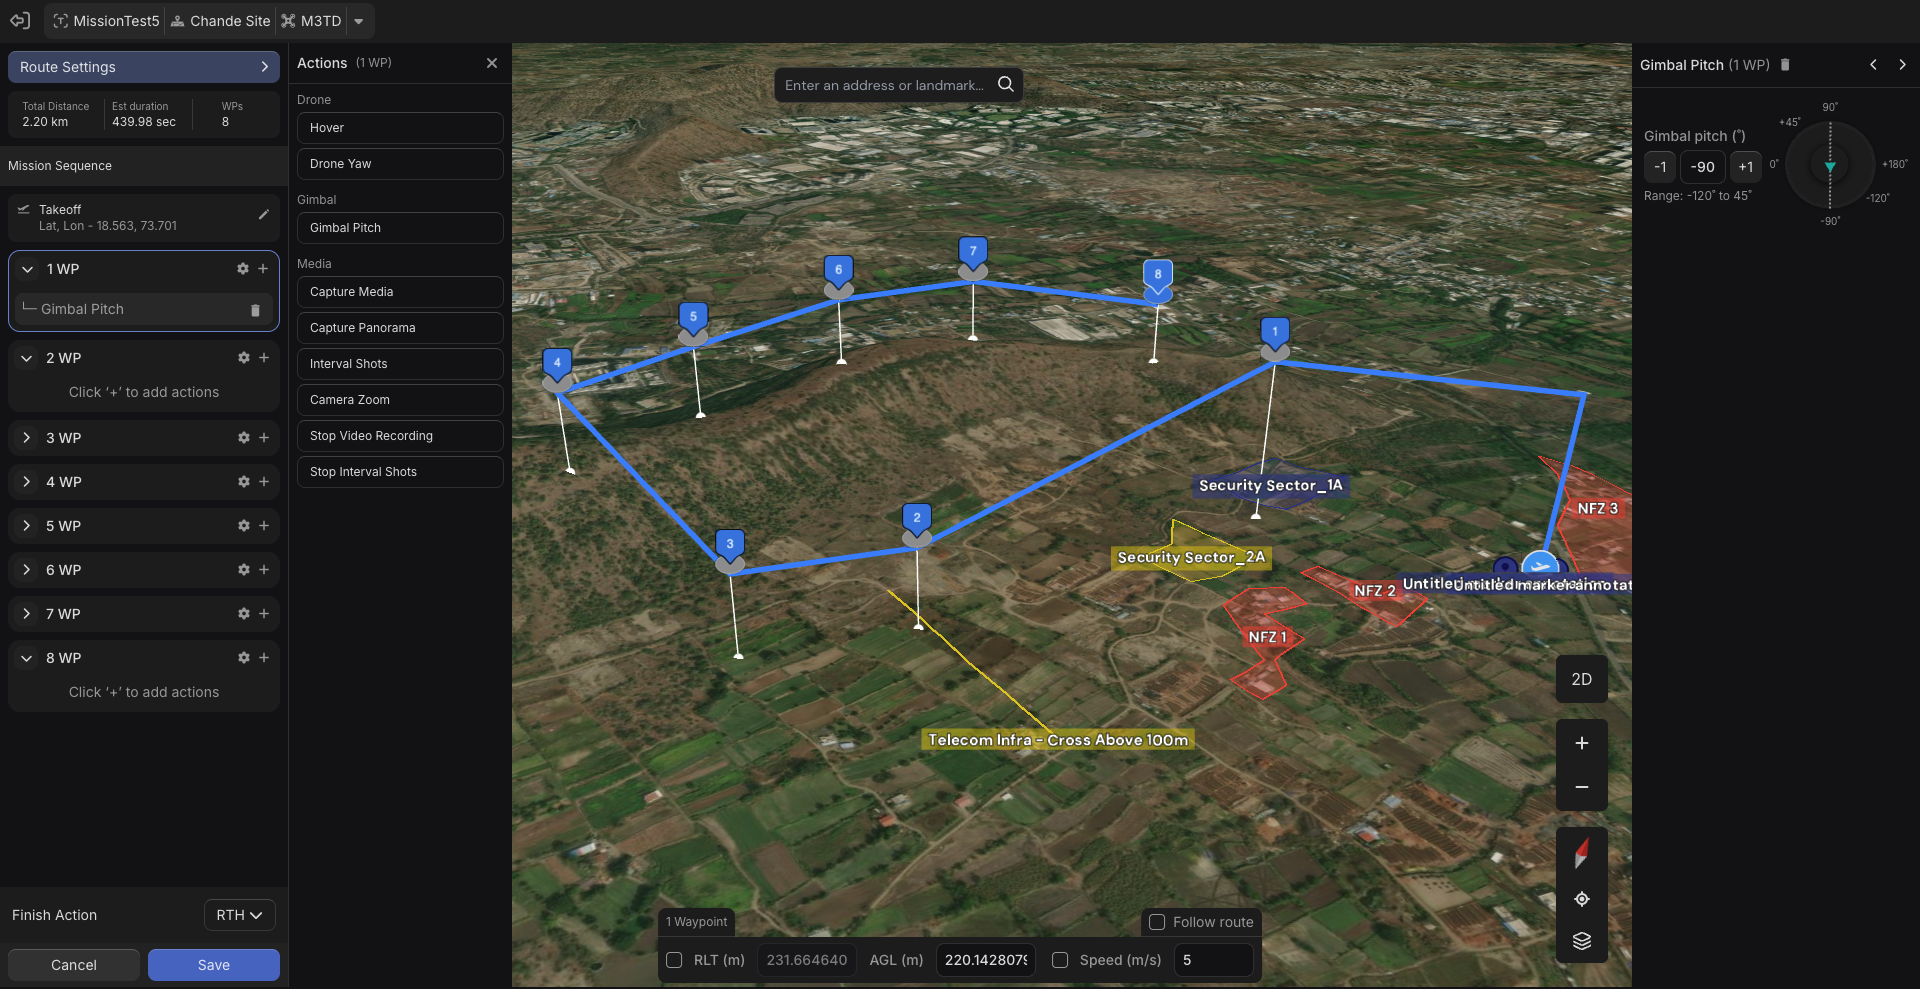 MissionTest5
Chande Site
M3TD
Route Settings
Total Distance
2.20 km
Est duration
439.98 sec
WPs
8
Mission Sequence
Takeoff
Lat, Lon - 18.563, 73.701
1 WP
Gimbal Pitch
2 WP
Click ‘+’ to add actions
3 WP
4 WP
5 WP
6 WP
7 WP
8 WP
Click ‘+’ to add actions
Finish Action
RTH
Cancel
Save
Actions (1 WP)
Drone
Hover
Drone Yaw
Gimbal
Gimbal Pitch
Media
Capture Media
Capture Panorama
Interval Shots
Camera Zoom
Stop Video Recording
Stop Interval Shots
Enter an address or landmark...
7
6
8
5
1
4
2
3
Security Sector_1A
Security Sector_2A
NFZ 3
NFZ 2
NFZ 1
Untitled marker annotat
Telecom Infra - Cross Above 100m
2D
1 Waypoint
Follow route
RLT (m)
231.664640
AGL (m)
220.1428079
Speed (m/s)
5
Gimbal Pitch (1 WP)
Gimbal pitch (°)
-1
-90
+1
Range: -120° to 45°
90°
+45°
0°
+180°
-120°
-90°